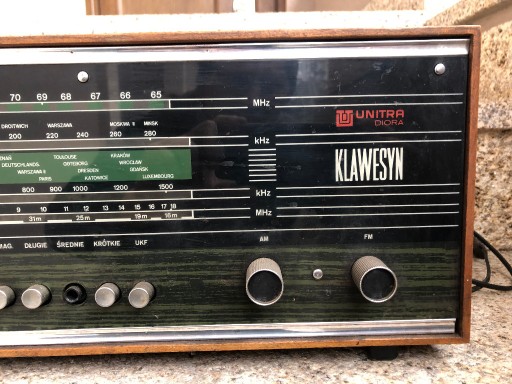 70 69 68 67 66 65
MHz
UNITRA
DIORA
DROITWICH WARSZAWA MOSKWA II MINSK
200 220 240 260 280
kHz
KLAWESYN
TOULOUSE KRAKÓW
DEUTSCHLANDS. GÖTEBORG WROCŁAW
WARSZAWA II DRESDEN GDAŃSK
PARIS KATOWICE LUXEMBOURG
800 900 1000 1200 1500
kHz
9 10 11 12 13 14 15 16 17 18
MHz
31m 25m 19m 16m
MAG. DŁUGIE ŚREDNIE KRÓTKIE UKF
AM FM